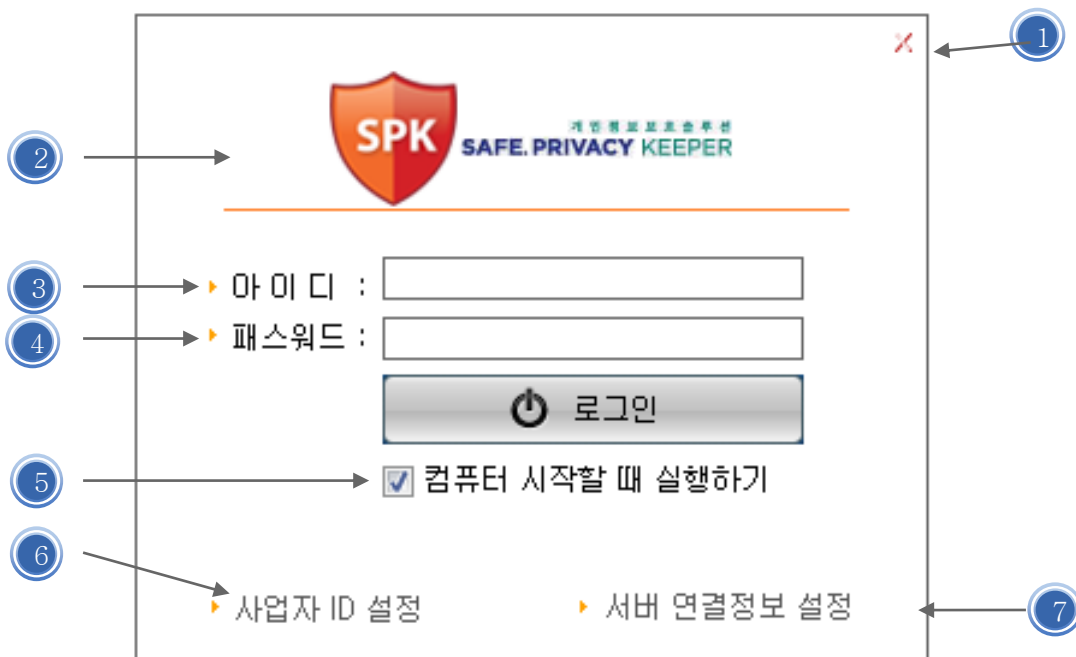 1
2
SPK
개인정보보호솔루션
SAFE. PRIVACY KEEPER
3
아 이 디 :
4
패스워드 :
로그인
5
컴퓨터 시작할 때 실행하기
6
사업자 ID 설정
서버 연결정보 설정
7